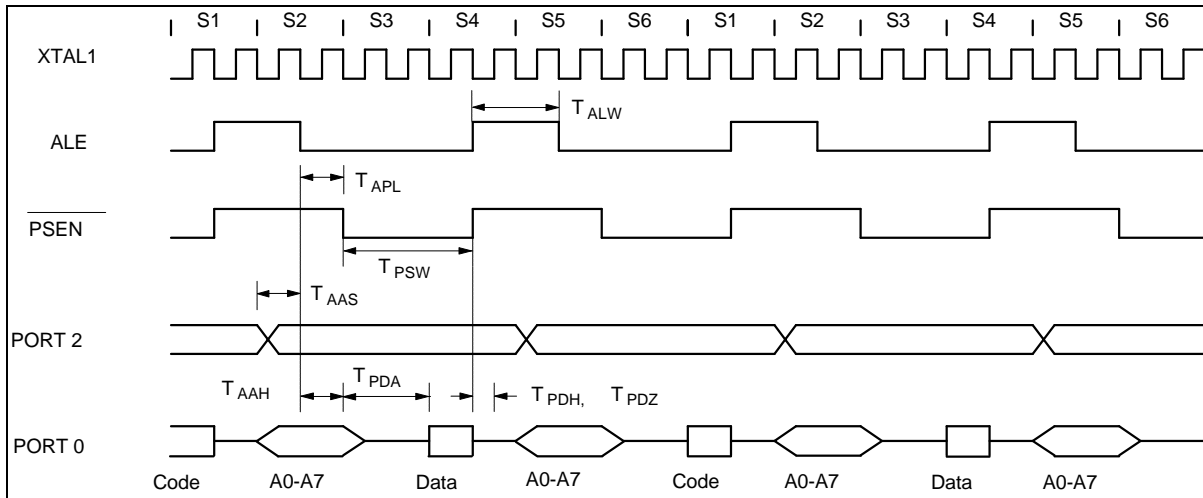 S1 S2 S3 S4 S5 S6 S1 S2 S3 S4 S5 S6
XTAL1
T ALW
ALE
T APL
PSEN
T PSW
T AAS
PORT 2
T AAH T PDA T PDH, T PDZ
PORT 0
Code A0-A7 Data A0-A7 Code A0-A7 Data A0-A7